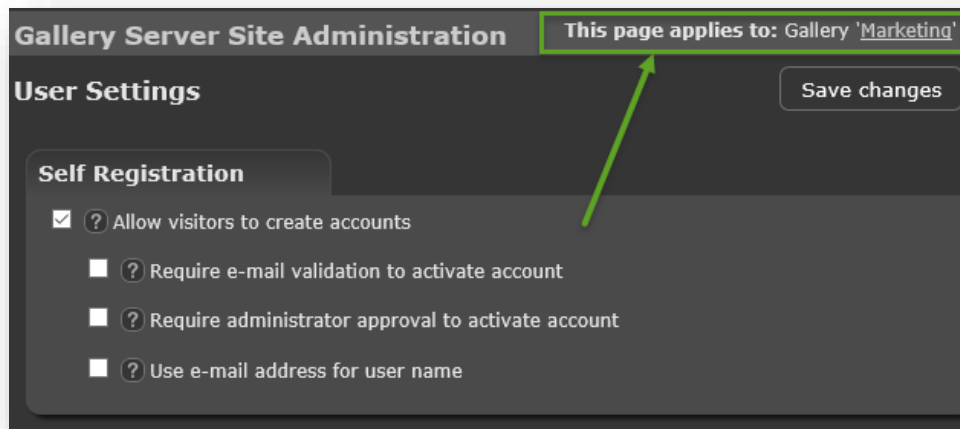 Gallery Server Site Administration
This page applies to: Gallery 'Marketing'
User Settings
Save changes
Self Registration
? Allow visitors to create accounts
? Require e-mail validation to activate account
? Require administrator approval to activate account
? Use e-mail address for user name